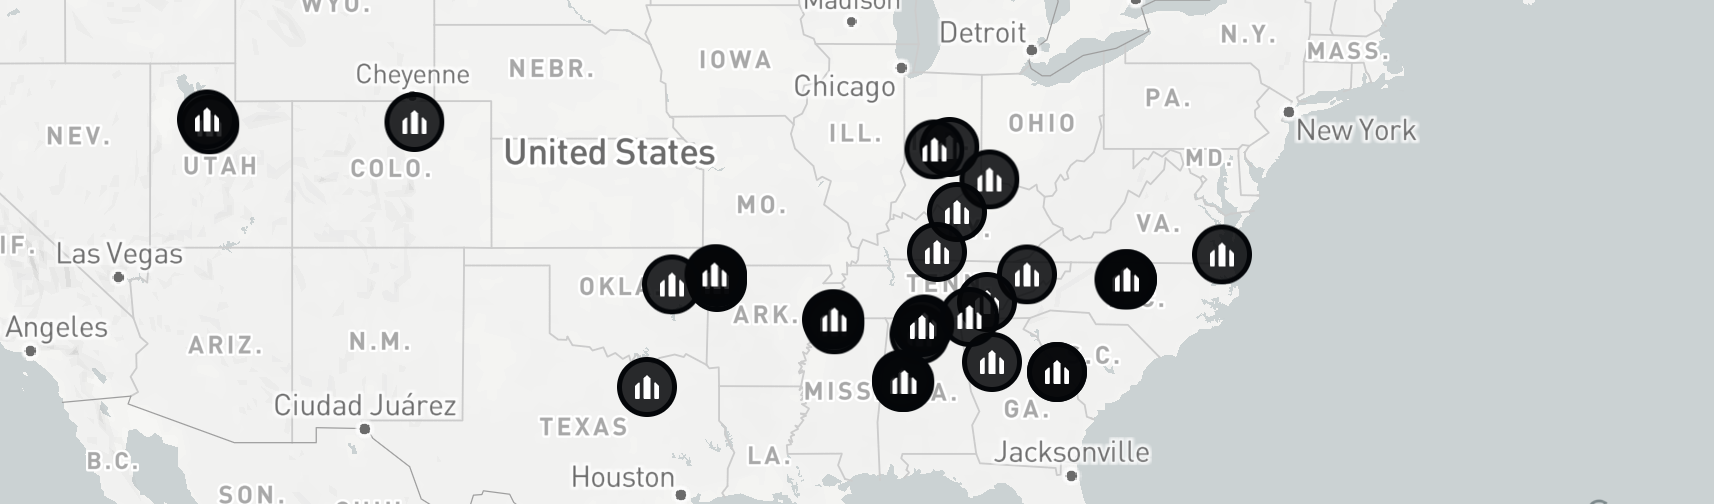 WYO.
Madison
Detroit
N.Y.
MASS.
IOWA
NEBR.
Cheyenne
Chicago
PA.
NEV.
ILL.
OHIO
New York
United States
UTAH
COLO.
MD.
MO.
VA.
IF.
Las Vegas
OKLA
TEN
ARK.
C.
Angeles
ARIZ.
N.M.
.C.
MISS
A.
GA.
Ciudad Juárez
TEXAS
Jacksonville
LA.
B.C.
Houston
SON.